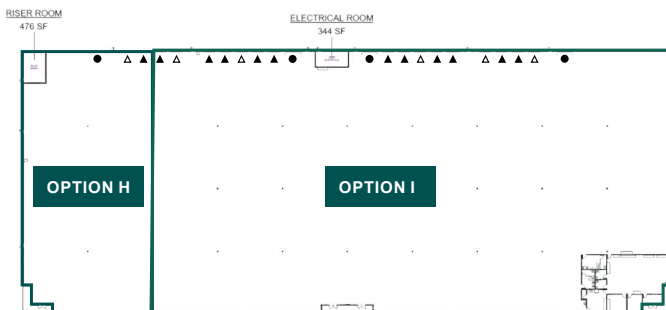 RISER ROOM
476 SF
ELECTRICAL ROOM
344 SF
OPTION H
OPTION I